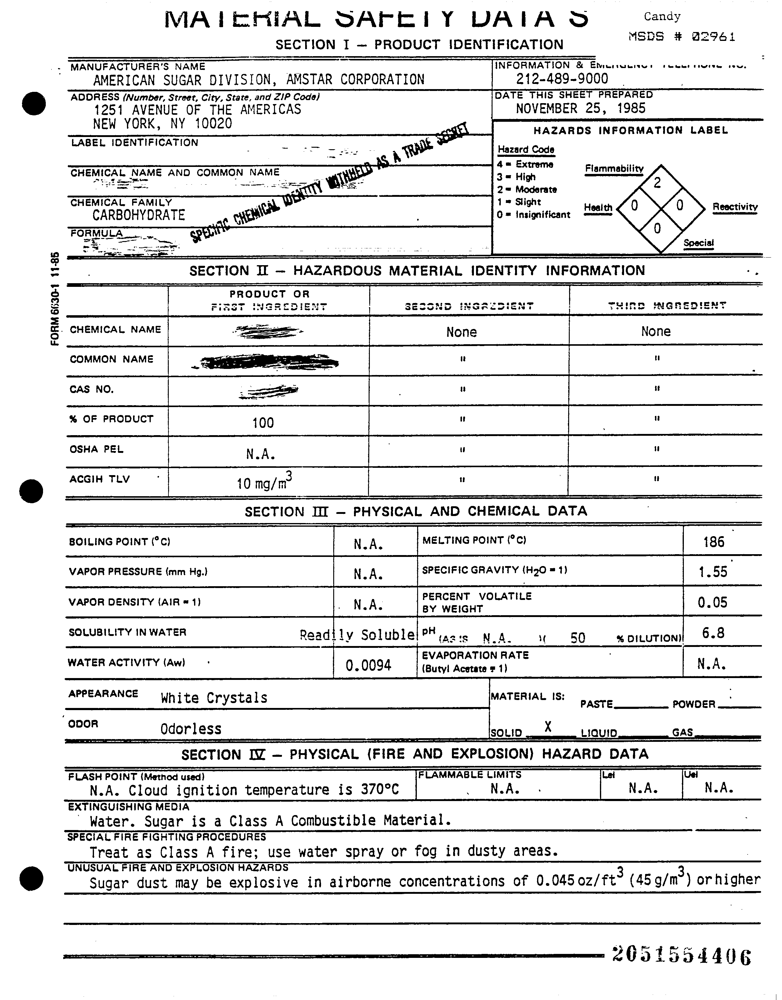 MATERIAL SAFETY DATA S
Candy
MSDS # 02961
SECTION I — PRODUCT IDENTIFICATION
MANUFACTURER'S NAME
AMERICAN SUGAR DIVISION, AMSTAR CORPORATION
INFORMATION & EMERGENCY TELEPHONE NO.
212-489-9000
ADDRESS (Number, Street, City, State, and ZIP Code)
1251 AVENUE OF THE AMERICAS
NEW YORK, NY 10020
DATE THIS SHEET PREPARED
NOVEMBER 25, 1985
LABEL IDENTIFICATION
CHEMICAL NAME AND COMMON NAME
SPECIFIC CHEMICAL IDENTITY WITHHELD AS A TRADE SECRET
CHEMICAL FAMILY
CARBOHYDRATE
FORMULA
HAZARDS INFORMATION LABEL
Hazard Code
4 = Extreme
3 = High
2 = Moderate
1 = Slight
0 = Insignificant
Flammability
2
Health 0 0 Reactivity
0
Special
FORM 6630-1 11-85
SECTION II — HAZARDOUS MATERIAL IDENTITY INFORMATION
PRODUCT OR
FIRST INGREDIENT SECOND INGREDIENT THIRD INGREDIENT
CHEMICAL NAME None None
COMMON NAME " "
CAS NO. " "
% OF PRODUCT 100 " "
OSHA PEL N.A. " "
ACGIH TLV 10 mg/m³ " "
SECTION III — PHYSICAL AND CHEMICAL DATA
BOILING POINT (°C) N.A. MELTING POINT (°C) 186
VAPOR PRESSURE (mm Hg.) N.A. SPECIFIC GRAVITY (H₂O = 1) 1.55
VAPOR DENSITY (AIR = 1) N.A. PERCENT VOLATILE
BY WEIGHT 0.05
SOLUBILITY IN WATER Readily Soluble pH (AS IS N.A. )( 50 % DILUTION) 6.8
WATER ACTIVITY (Aw) 0.0094 EVAPORATION RATE
(Butyl Acetate = 1) N.A.
APPEARANCE White Crystals
MATERIAL IS: PASTE POWDER
ODOR Odorless
SOLID X LIQUID GAS
SECTION IV — PHYSICAL (FIRE AND EXPLOSION) HAZARD DATA
FLASH POINT (Method used) FLAMMABLE LIMITS Lel Uel
N.A. Cloud ignition temperature is 370°C N.A. N.A. N.A.
EXTINGUISHING MEDIA
Water. Sugar is a Class A Combustible Material.
SPECIAL FIRE FIGHTING PROCEDURES
Treat as Class A fire; use water spray or fog in dusty areas.
UNUSUAL FIRE AND EXPLOSION HAZARDS
Sugar dust may be explosive in airborne concentrations of 0.045 oz/ft³ (45 g/m³) or higher
2051554406